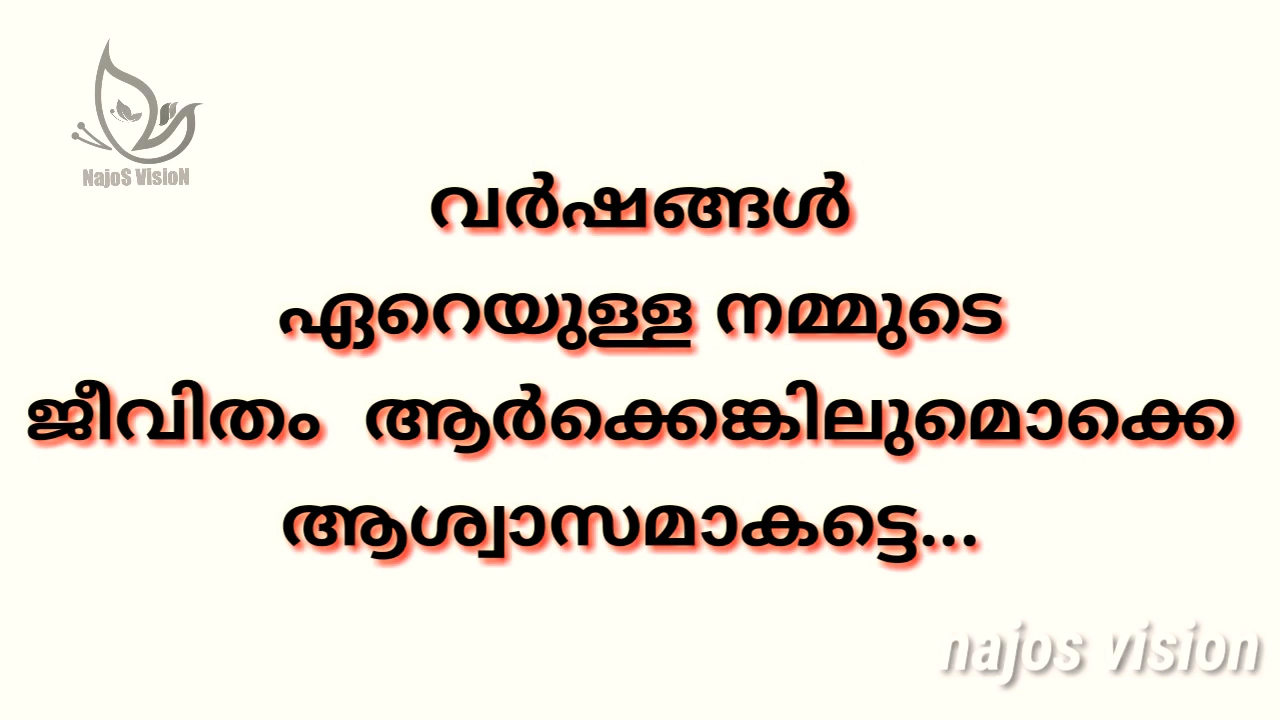 NajoS VisioN
വർഷങ്ങൾ
ഏറെയുള്ള നമ്മുടെ
ജീവിതം ആർക്കെങ്കിലുമൊക്കെ
ആശ്വാസമാകട്ടെ...
najos vision